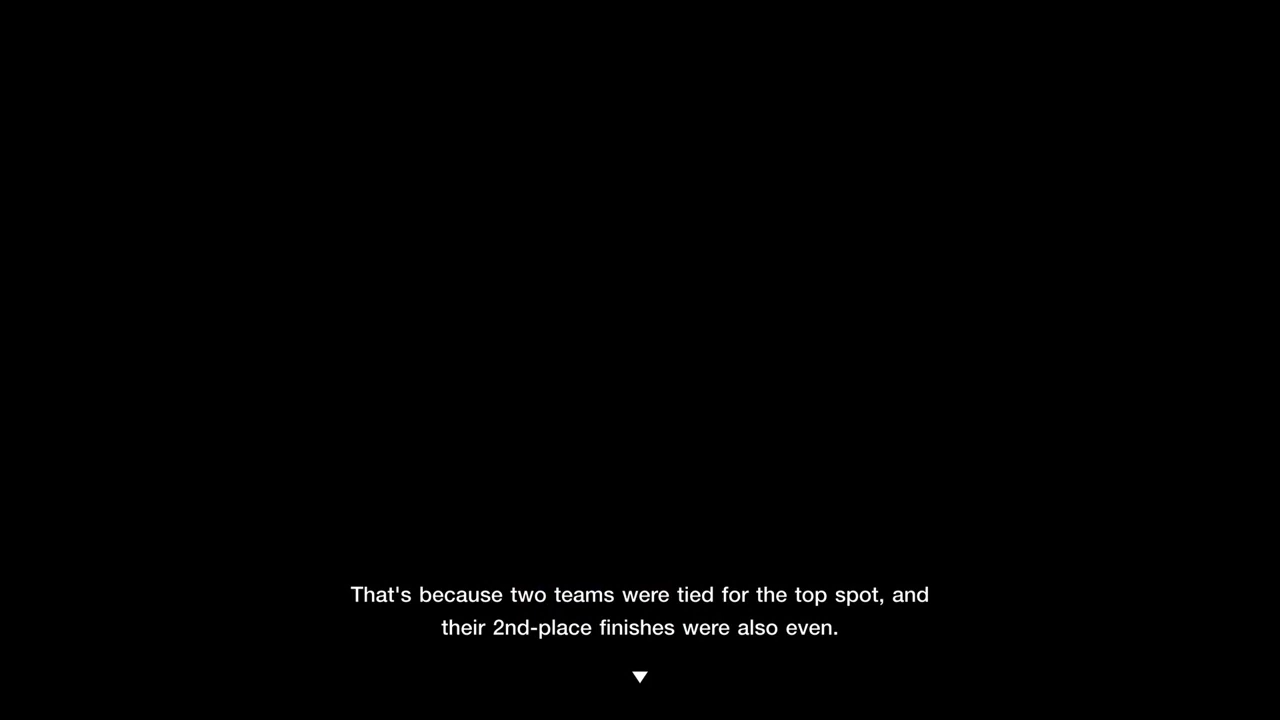 That's because two teams were tied for the top spot, and
their 2nd-place finishes were also even.